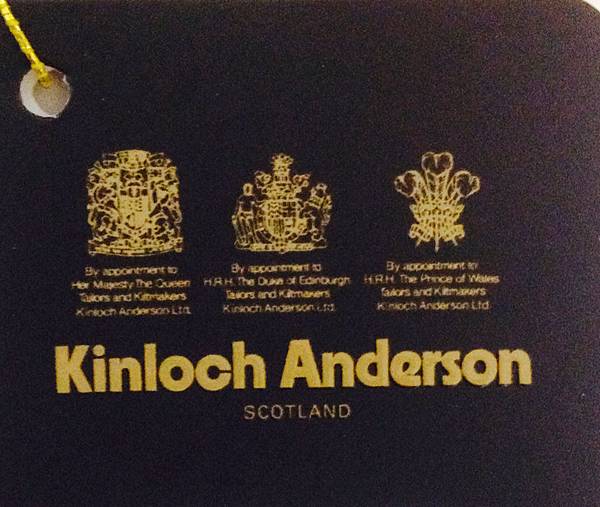 By appointment to
Her Majesty The Queen
Tailors and Kiltmakers
Kinloch Anderson Ltd.
By appointment to
H.R.H. The Duke of Edinburgh
Tailors and Kiltmakers
Kinloch Anderson Ltd.
By appointment to
H.R.H. The Prince of Wales
Tailors and Kiltmakers
Kinloch Anderson Ltd.
Kinloch Anderson
SCOTLAND